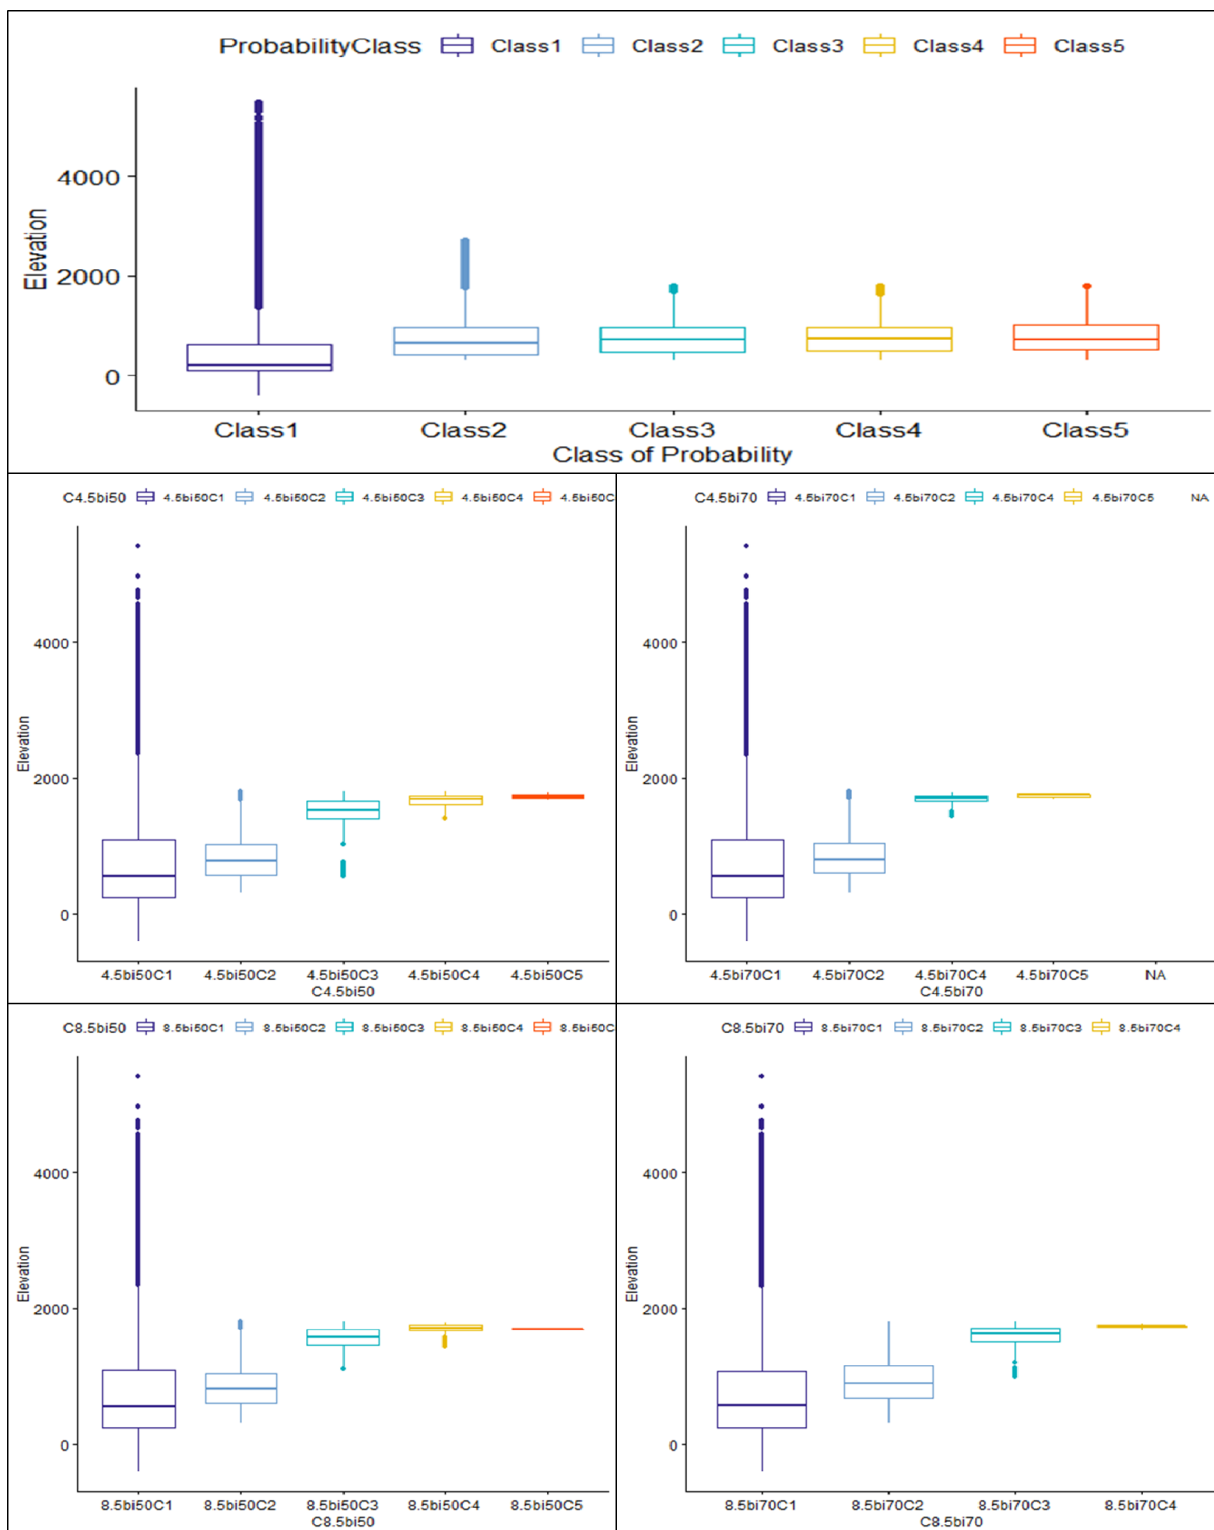 ProbabilityClass Class1 Class2 Class3 Class4 Class5
Elevation
4000
2000
0
Class1 Class2 Class3 Class4 Class5
Class of Probability
C4.5bi50 4.5bi50C1 4.5bi50C2 4.5bi50C3 4.5bi50C4 4.5bi50C
Elevation
4000
2000
0
4.5bi50C1 4.5bi50C2 4.5bi50C3 4.5bi50C4 4.5bi50C5
C4.5bi50
C4.5bi70 4.5bi70C1 4.5bi70C2 4.5bi70C4 4.5bi70C5 NA
Elevation
4000
2000
0
4.5bi70C1 4.5bi70C2 4.5bi70C4 4.5bi70C5 NA
C4.5bi70
C8.5bi50 8.5bi50C1 8.5bi50C2 8.5bi50C3 8.5bi50C4 8.5bi50C
Elevation
4000
2000
0
8.5bi50C1 8.5bi50C2 8.5bi50C3 8.5bi50C4 8.5bi50C5
C8.5bi50
C8.5bi70 8.5bi70C1 8.5bi70C2 8.5bi70C3 8.5bi70C4
Elevation
4000
2000
0
8.5bi70C1 8.5bi70C2 8.5bi70C3 8.5bi70C4
C8.5bi70